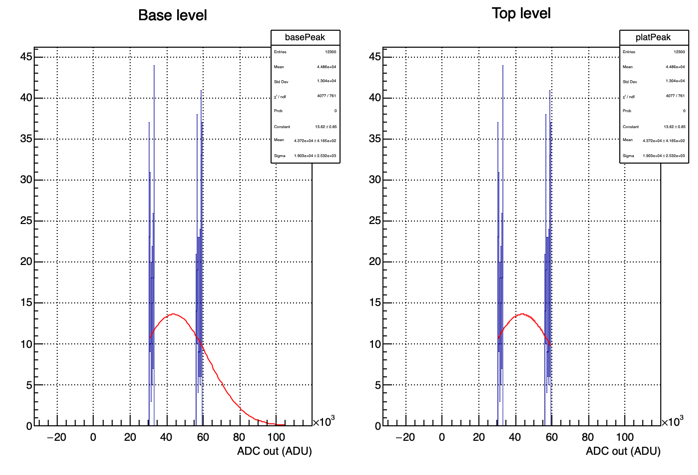 Base level
basePeak
Entries 10300
Mean 4.486e+04
Std Dev 1.304e+04
χ² / ndf 4077 / 761
Prob 0
Constant 13.62 ± 0.85
Mean 4.370e+04 ± 4.165e+02
Sigma 1.903e+04 ± 2.532e+03
45
40
35
30
25
20
15
10
5
0
−20 0 20 40 60 80 100
×10³
ADC out (ADU)
Top level
platPeak
Entries 10300
Mean 4.486e+04
Std Dev 1.304e+04
χ² / ndf 4077 / 761
Prob 0
Constant 13.62 ± 0.85
Mean 4.370e+04 ± 4.165e+02
Sigma 1.903e+04 ± 2.532e+03
45
40
35
30
25
20
15
10
5
0
−20 0 20 40 60 80 100
×10³
ADC out (ADU)